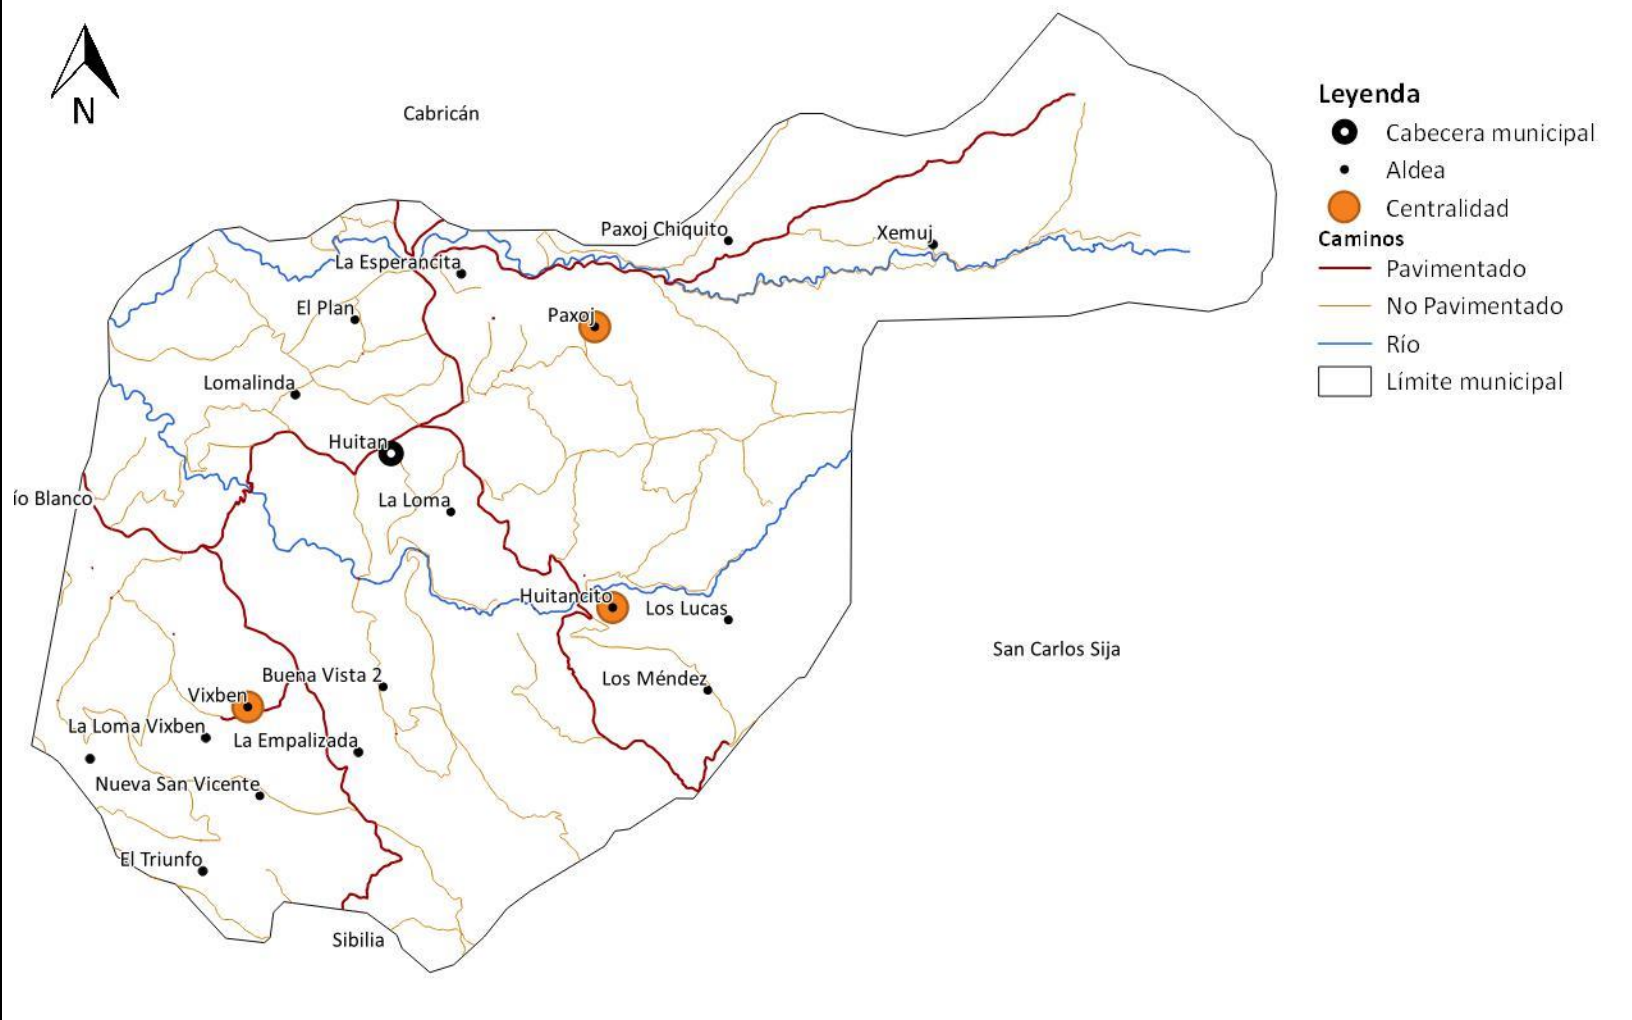 N
Cabricán
Paxoj Chiquito
Xemuj
La Esperancita
El Plan
Paxoj
Lomalinda
Huitan
La Loma
ío Blanco
Huitancito
Los Lucas
San Carlos Sija
Buena Vista 2
Los Méndez
Vixben
La Loma Vixben
La Empalizada
Nueva San Vicente
El Triunfo
Sibilia
Leyenda
Cabecera municipal
Aldea
Centralidad
Caminos
Pavimentado
No Pavimentado
Río
Límite municipal